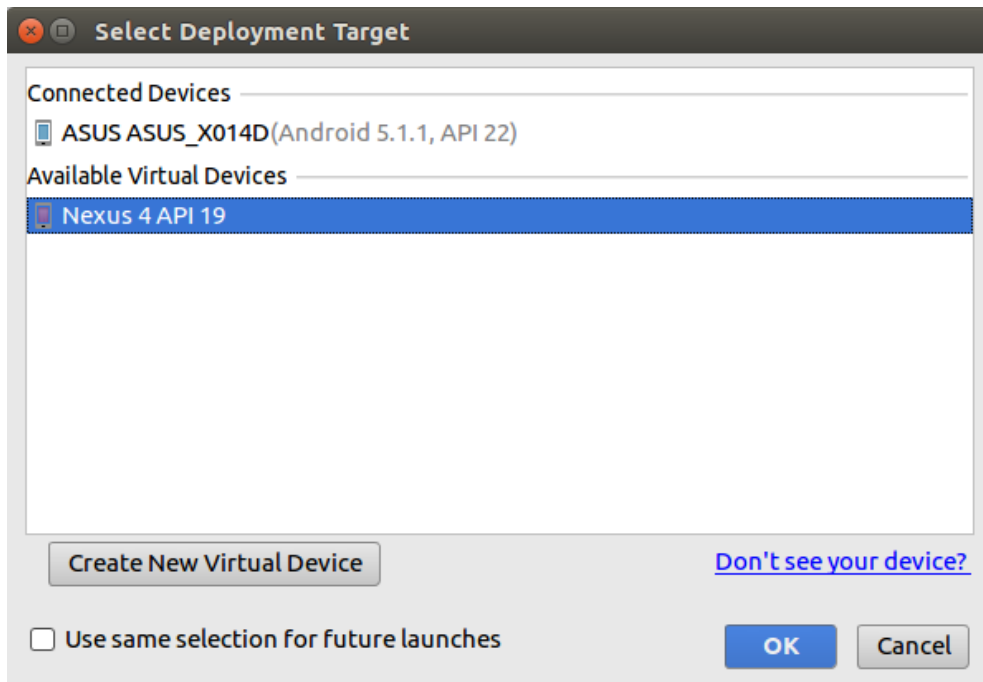 Select Deployment Target
Connected Devices
ASUS ASUS_X014D(Android 5.1.1, API 22)
Available Virtual Devices
Nexus 4 API 19
Create New Virtual Device
Don't see your device?
Use same selection for future launches
OK
Cancel